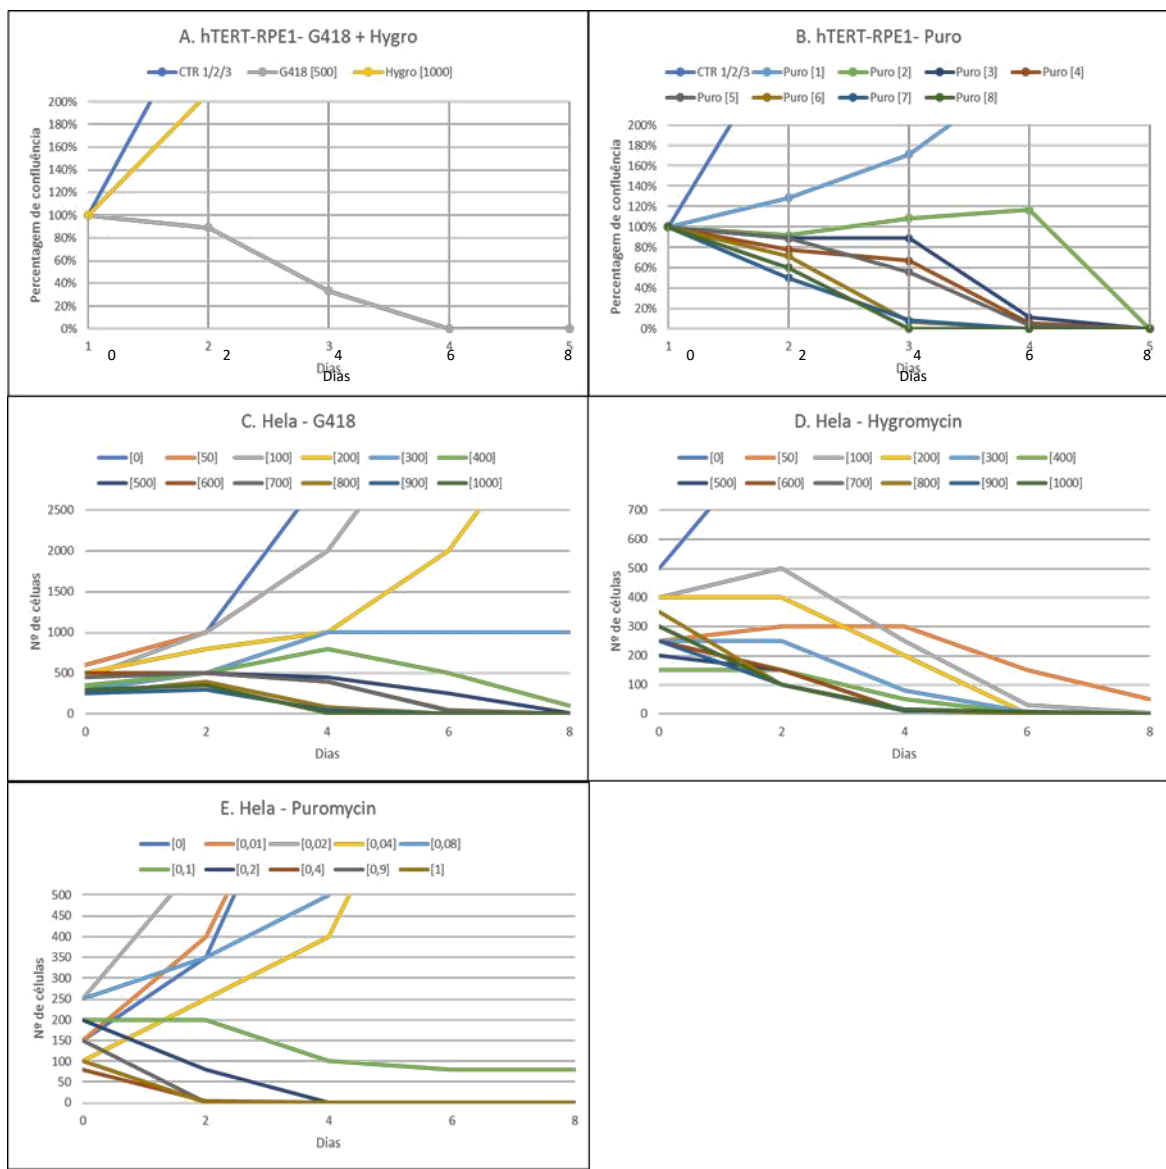 A. hTERT-RPE1- G418 + Hygro
CTR 1/2/3 G418 [500] Hygro [1000]
Percentagem de confluência
200%
180%
160%
140%
120%
100%
80%
60%
40%
20%
0%
1 2 3 4 5
0 2 4 6 8
Dias
Dias
B. hTERT-RPE1- Puro
CTR 1/2/3 Puro [1] Puro [2] Puro [3] Puro [4]
Puro [5] Puro [6] Puro [7] Puro [8]
Percentagem de confluência
200%
180%
160%
140%
120%
100%
80%
60%
40%
20%
0%
1 2 3 4 5
0 2 4 6 8
Dias
Dias
C. Hela - G418
[0] [50] [100] [200] [300] [400]
[500] [600] [700] [800] [900] [1000]
Nº de céluas
2500
2000
1500
1000
500
0
0 2 4 6 8
Dias
D. Hela - Hygromycin
[0] [50] [100] [200] [300] [400]
[500] [600] [700] [800] [900] [1000]
Nº de células
700
600
500
400
300
200
100
0
0 2 4 6 8
Dias
E. Hela - Puromycin
[0] [0,01] [0,02] [0,04] [0,08]
[0,1] [0,2] [0,4] [0,9] [1]
Nº de células
500
450
400
350
300
250
200
150
100
50
0
0 2 4 6 8
Dias